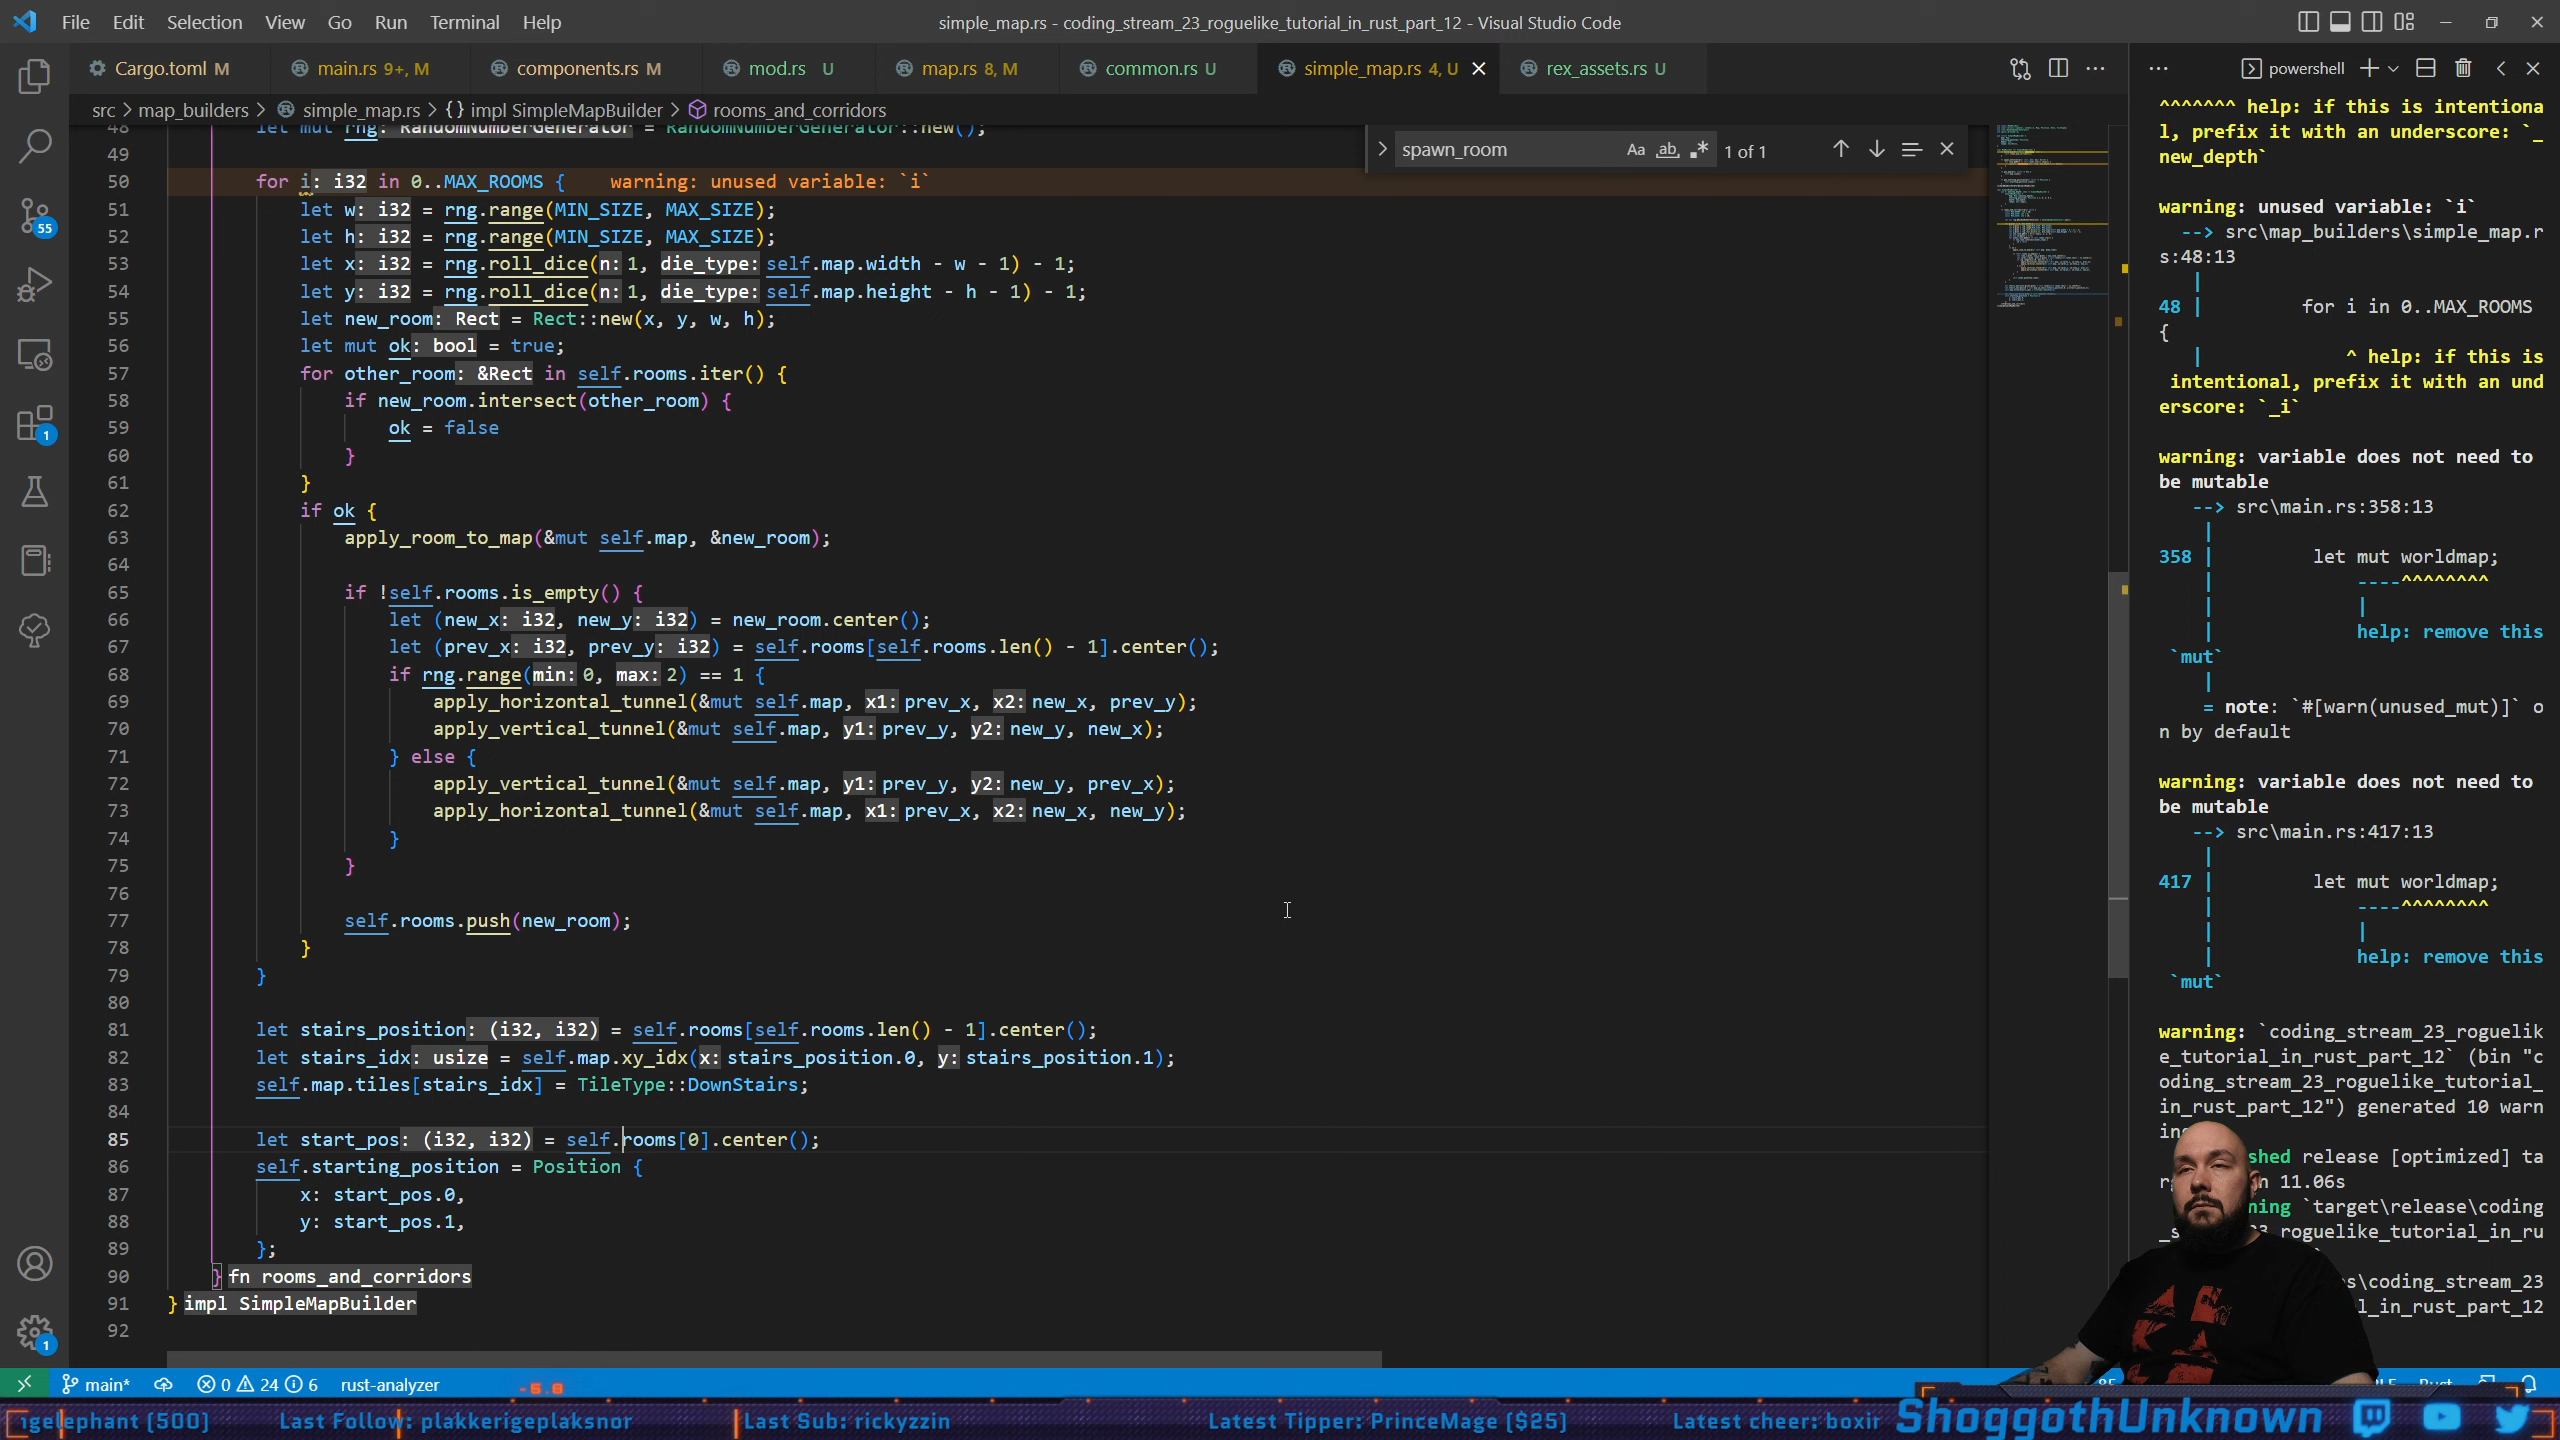 File Edit Selection View Go Run Terminal Help
simple_map.rs - coding_stream_23_roguelike_tutorial_in_rust_part_12 - Visual Studio Code
Cargo.toml M
main.rs 9+, M
components.rs M
mod.rs U
map.rs 8, M
common.rs U
simple_map.rs 4, U
rex_assets.rs U
src > map_builders > simple_map.rs > {} impl SimpleMapBuilder > rooms_and_corridors
spawn_room Aa ab, .* 1 of 1
48 let mut rng: RandomNumberGenerator = RandomNumberGenerator::new();
49
50 for i: i32 in 0..MAX_ROOMS { warning: unused variable: `i`
51 let w: i32 = rng.range(MIN_SIZE, MAX_SIZE);
52 let h: i32 = rng.range(MIN_SIZE, MAX_SIZE);
53 let x: i32 = rng.roll_dice(n: 1, die_type: self.map.width - w - 1) - 1;
54 let y: i32 = rng.roll_dice(n: 1, die_type: self.map.height - h - 1) - 1;
55 let new_room: Rect = Rect::new(x, y, w, h);
56 let mut ok: bool = true;
57 for other_room: &Rect in self.rooms.iter() {
58 if new_room.intersect(other_room) {
59 ok = false
60 }
61 }
62 if ok {
63 apply_room_to_map(&mut self.map, &new_room);
64
65 if !self.rooms.is_empty() {
66 let (new_x: i32, new_y: i32) = new_room.center();
67 let (prev_x: i32, prev_y: i32) = self.rooms[self.rooms.len() - 1].center();
68 if rng.range(min: 0, max: 2) == 1 {
69 apply_horizontal_tunnel(&mut self.map, x1: prev_x, x2: new_x, prev_y);
70 apply_vertical_tunnel(&mut self.map, y1: prev_y, y2: new_y, new_x);
71 } else {
72 apply_vertical_tunnel(&mut self.map, y1: prev_y, y2: new_y, prev_x);
73 apply_horizontal_tunnel(&mut self.map, x1: prev_x, x2: new_x, new_y);
74 }
75 }
76
77 self.rooms.push(new_room);
78 }
79 }
80
81 let stairs_position: (i32, i32) = self.rooms[self.rooms.len() - 1].center();
82 let stairs_idx: usize = self.map.xy_idx(x: stairs_position.0, y: stairs_position.1);
83 self.map.tiles[stairs_idx] = TileType::DownStairs;
84
85 let start_pos: (i32, i32) = self.rooms[0].center();
86 self.starting_position = Position {
87 x: start_pos.0,
88 y: start_pos.1,
89 };
90 } fn rooms_and_corridors
91 } impl SimpleMapBuilder
92
powershell
^^^^^^^ help: if this is intentiona
l, prefix it with an underscore: `_
new_depth`
warning: unused variable: `i`
--> src\map_builders\simple_map.r
s:48:13
|
48 | for i in 0..MAX_ROOMS
{
| ^ help: if this is
intentional, prefix it with an und
erscore: `_i`
warning: variable does not need to
be mutable
--> src\main.rs:358:13
|
358 | let mut worldmap;
| ----^^^^^^^^
| |
| help: remove this
`mut`
|
= note: `#[warn(unused_mut)]` o
n by default
warning: variable does not need to
be mutable
--> src\main.rs:417:13
|
417 | let mut worldmap;
| ----^^^^^^^^
| |
| help: remove this
`mut`
warning: `coding_stream_23_roguelik
e_tutorial_in_rust_part_12` (bin "c
oding_stream_23_roguelike_tutorial_
in_rust_part_12") generated 10 warn
shed release [optimized] ta
n 11.06s
ning `target\release\coding
roguelike_tutorial_in_ru
s\coding_stream_23
l_in_rust_part_12
55
1
1
main* 0 24 6 rust-analyzer
-5.6
ngelephant [500] Last Follow: plakkerigeplaksnor Last Sub: rickyzzin Latest Tipper: PrinceMage [$25] Latest cheer: boxir ShoggothUnknown